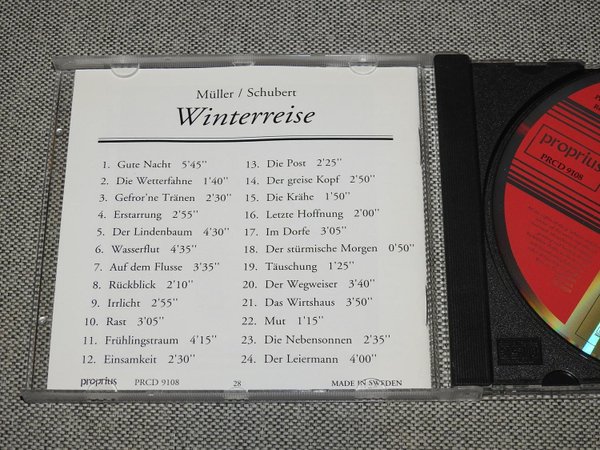 Müller / Schubert
Winterreise
1. Gute Nacht 5'45"
2. Die Wetterfahne 1'40"
3. Gefror'ne Tränen 2'30"
4. Erstarrung 2'55"
5. Der Lindenbaum 4'30"
6. Wasserflut 4'35"
7. Auf dem Flusse 3'35"
8. Rückblick 2'10"
9. Irrlicht 2'55"
10. Rast 3'05"
11. Frühlingstraum 4'15"
12. Einsamkeit 2'30"
13. Die Post 2'25"
14. Der greise Kopf 2'50"
15. Die Krähe 1'50"
16. Letzte Hoffnung 2'00"
17. Im Dorfe 3'05"
18. Der stürmische Morgen 0'50"
19. Täuschung 1'25"
20. Der Wegweiser 3'40"
21. Das Wirtshaus 3'50"
22. Mut 1'15"
23. Die Nebensonnen 2'35"
24. Der Leiermann 4'00"
proprius PRCD 9108 28 MADE IN SWEDEN
proprius
PRCD 9108